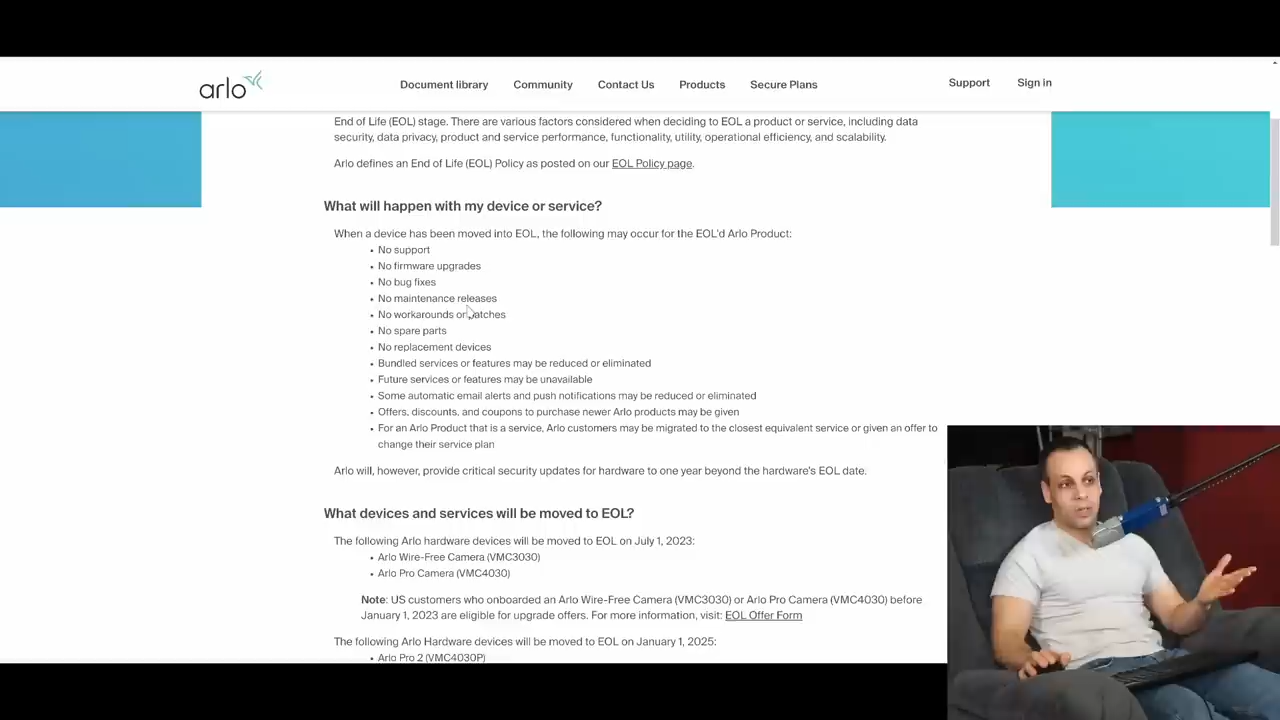 arlo
Document library
Community
Contact Us
Products
Secure Plans
Support
Sign in
End of Life (EOL) stage. There are various factors considered when deciding to EOL a product or service, including data
security, data privacy, product and service performance, functionality, utility, operational efficiency, and scalability.
Arlo defines an End of Life (EOL) Policy as posted on our EOL Policy page.
What will happen with my device or service?
When a device has been moved into EOL, the following may occur for the EOL'd Arlo Product:
• No support
• No firmware upgrades
• No bug fixes
• No maintenance releases
• No workarounds or patches
• No spare parts
• No replacement devices
• Bundled services or features may be reduced or eliminated
• Future services or features may be unavailable
• Some automatic email alerts and push notifications may be reduced or eliminated
• Offers, discounts, and coupons to purchase newer Arlo products may be given
• For an Arlo Product that is a service, Arlo customers may be migrated to the closest equivalent service or given an offer to
change their service plan
Arlo will, however, provide critical security updates for hardware to one year beyond the hardware's EOL date.
What devices and services will be moved to EOL?
The following Arlo hardware devices will be moved to EOL on July 1, 2023:
• Arlo Wire-Free Camera (VMC3030)
• Arlo Pro Camera (VMC4030)
Note: US customers who onboarded an Arlo Wire-Free Camera (VMC3030) or Arlo Pro Camera (VMC4030) before
January 1, 2023 are eligible for upgrade offers. For more information, visit: EOL Offer Form
The following Arlo Hardware devices will be moved to EOL on January 1, 2025:
• Arlo Pro 2 (VMC4030P)